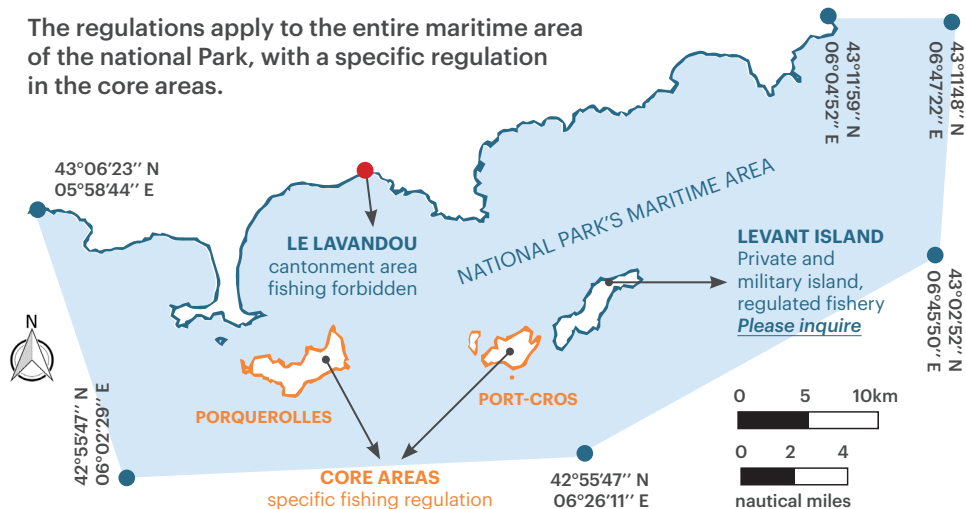 The regulations apply to the entire maritime area
of the national Park, with a specific regulation
in the core areas.
43°11’59’’ N
06°04’52’’ E
43°11’48’’ N
06°47’22’’ E
43°06’23’’ N
05°58’44’’ E
NATIONAL PARK’S MARITIME AREA
LE LAVANDOU
cantonment area
fishing forbidden
LEVANT ISLAND
Private and
military island,
regulated fishery
Please inquire
43°02’52’’ N
06°45’50’’ E
N
PORQUEROLLES
PORT-CROS
42°55’47’’ N
06°02’29’’ E
CORE AREAS
specific fishing regulation
42°55’47’’ N
06°26’11’’ E
0 5 10km
0 2 4
nautical miles